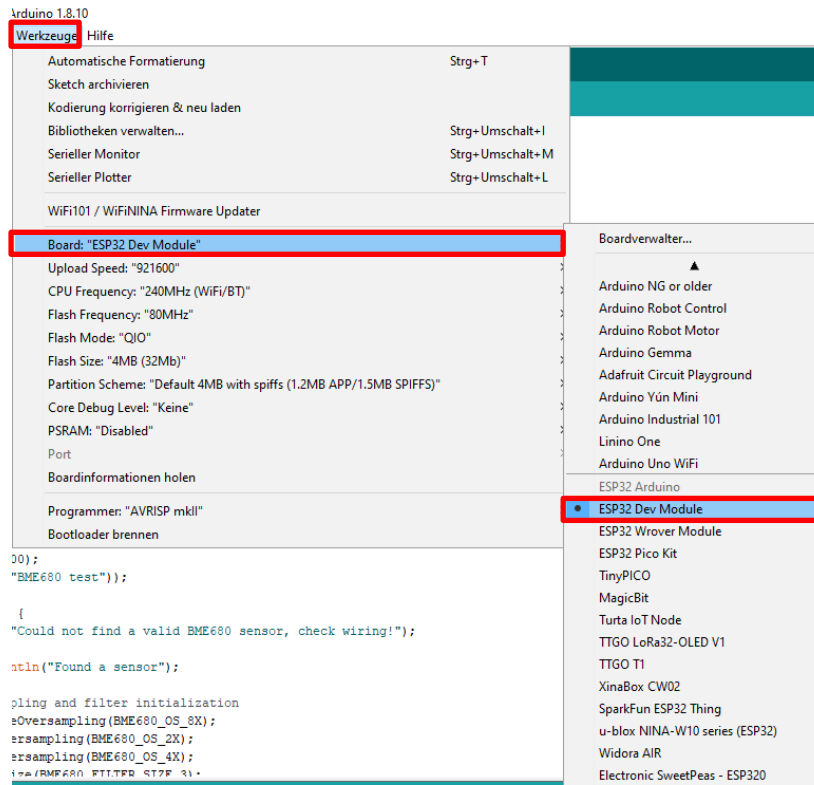 Arduino 1.8.10
Werkzeuge Hilfe
Automatische Formatierung Strg+T
Sketch archivieren
Kodierung korrigieren & neu laden
Bibliotheken verwalten... Strg+Umschalt+I
Serieller Monitor Strg+Umschalt+M
Serieller Plotter Strg+Umschalt+L
WiFi101 / WiFiNINA Firmware Updater
Board: "ESP32 Dev Module"
Upload Speed: "921600"
CPU Frequency: "240MHz (WiFi/BT)"
Flash Frequency: "80MHz"
Flash Mode: "QIO"
Flash Size: "4MB (32Mb)"
Partition Scheme: "Default 4MB with spiffs (1.2MB APP/1.5MB SPIFFS)"
Core Debug Level: "Keine"
PSRAM: "Disabled"
Port
Boardinformationen holen
Programmer: "AVRISP mkII"
Bootloader brennen
Boardverwalter...
Arduino NG or older
Arduino Robot Control
Arduino Robot Motor
Arduino Gemma
Adafruit Circuit Playground
Arduino Yún Mini
Arduino Industrial 101
Linino One
Arduino Uno WiFi
ESP32 Arduino
ESP32 Dev Module
ESP32 Wrover Module
ESP32 Pico Kit
TinyPICO
MagicBit
Turta IoT Node
TTGO LoRa32-OLED V1
TTGO T1
XinaBox CW02
SparkFun ESP32 Thing
u-blox NINA-W10 series (ESP32)
Widora AIR
Electronic SweetPeas - ESP320
00);
"BME680 test"));
{
"Could not find a valid BME680 sensor, check wiring!");
ntln("Found a sensor");
pling and filter initialization
eOversampling(BME680_OS_8X);
ersampling(BME680_OS_2X);
ersampling(BME680_OS_4X);
ize(BME680_FILTER_SIZE_3);